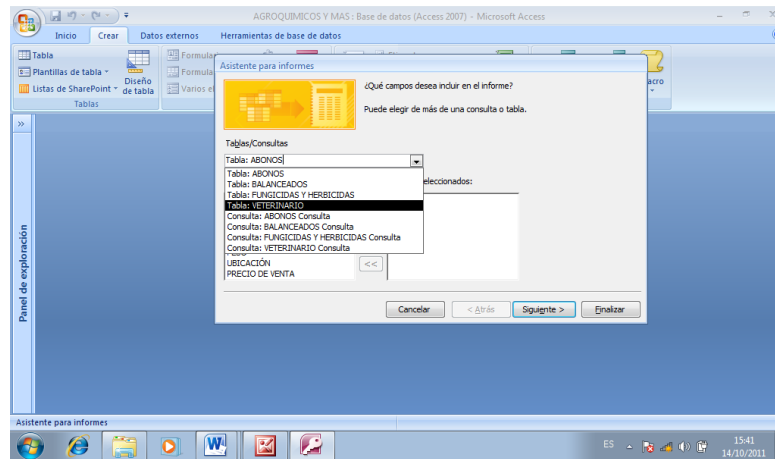 AGROQUIMICOS Y MAS : Base de datos (Access 2007) - Microsoft Access
Inicio Crear Datos externos Herramientas de base de datos
Tabla
Plantillas de tabla
Listas de SharePoint
Diseño
de tabla
Tablas
Formular
Formula
Varios el
acro
Asistente para informes
¿Qué campos desea incluir en el informe?
Puede elegir de más de una consulta o tabla.
Tablas/Consultas
Tabla: ABONOS
Tabla: ABONOS
Tabla: BALANCEADOS
Tabla: FUNGICIDAS Y HERBICIDAS
Tabla: VETERINARIO
Consulta: ABONOS Consulta
Consulta: BALANCEADOS Consulta
Consulta: FUNGICIDAS Y HERBICIDAS Consulta
Consulta: VETERINARIO Consulta
eleccionados:
UBICACIÓN
PRECIO DE VENTA
<<
Cancelar < Atrás Siguiente > Finalizar
Panel de exploración
Asistente para informes
ES 15:41
14/10/2011